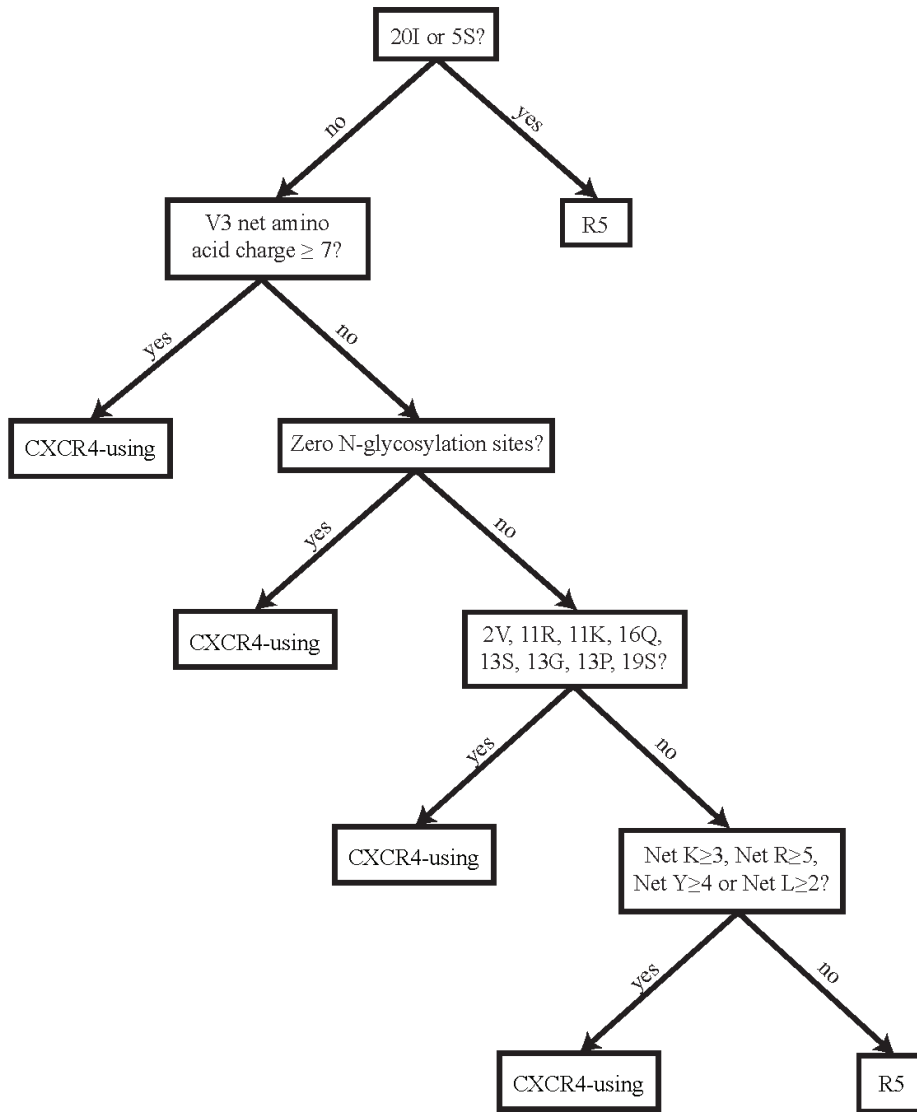 20I or 5S?
no
yes
V3 net amino
acid charge ≥ 7?
R5
yes
no
CXCR4-using
Zero N-glycosylation sites?
yes
no
CXCR4-using
2V, 11R, 11K, 16Q,
13S, 13G, 13P, 19S?
yes
no
CXCR4-using
Net K≥3, Net R≥5,
Net Y≥4 or Net L≥2?
yes
no
CXCR4-using
R5